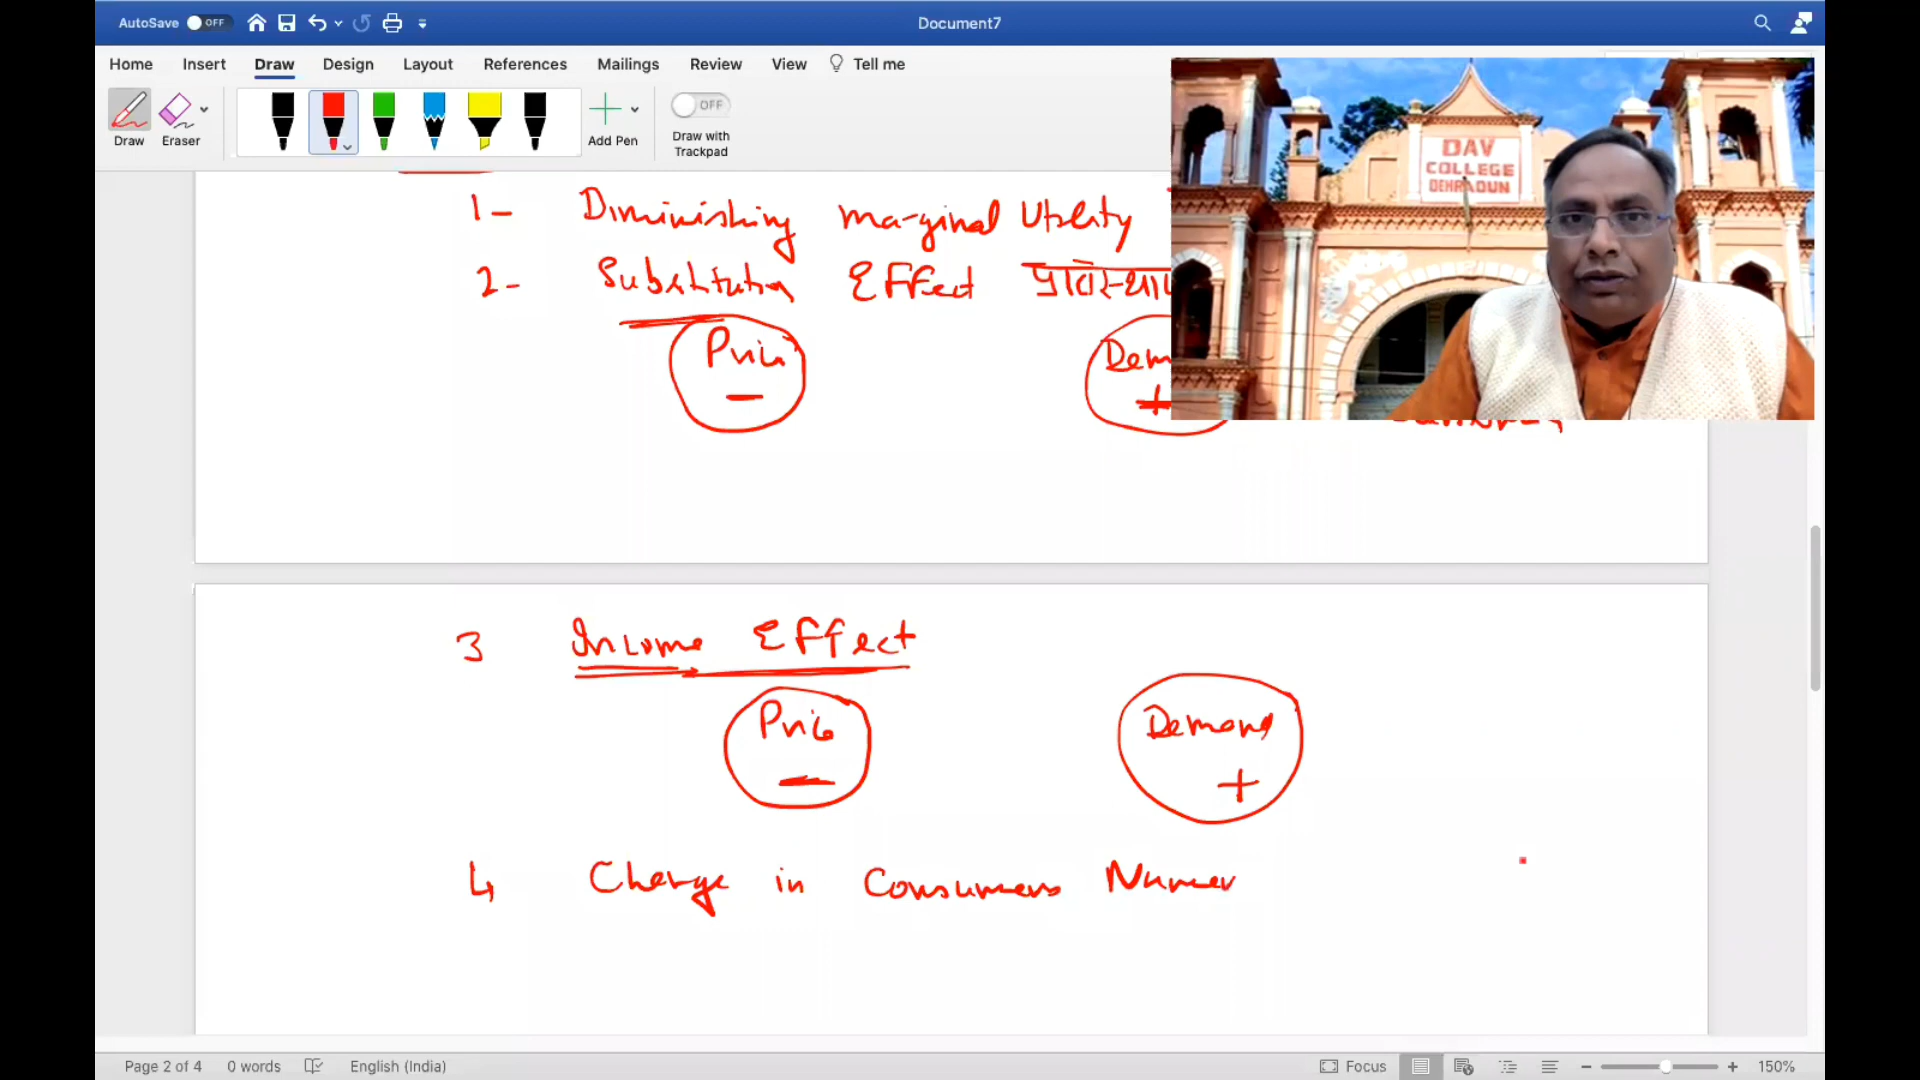 AutoSave OFF Document7
Home Insert Draw Design Layout References Mailings Review View Tell me
OFF
Draw Eraser Add Pen Draw with Trackpad
DAV
COLLEGE
DEHRADUN
1- Diminishing Marginal Utility
2- Substitution Effect
Price Dem
- +
3 Income Effect
Price Demand
- +
4 Change in Consumers Numer
Page 2 of 4 0 words English (India) Focus 150%